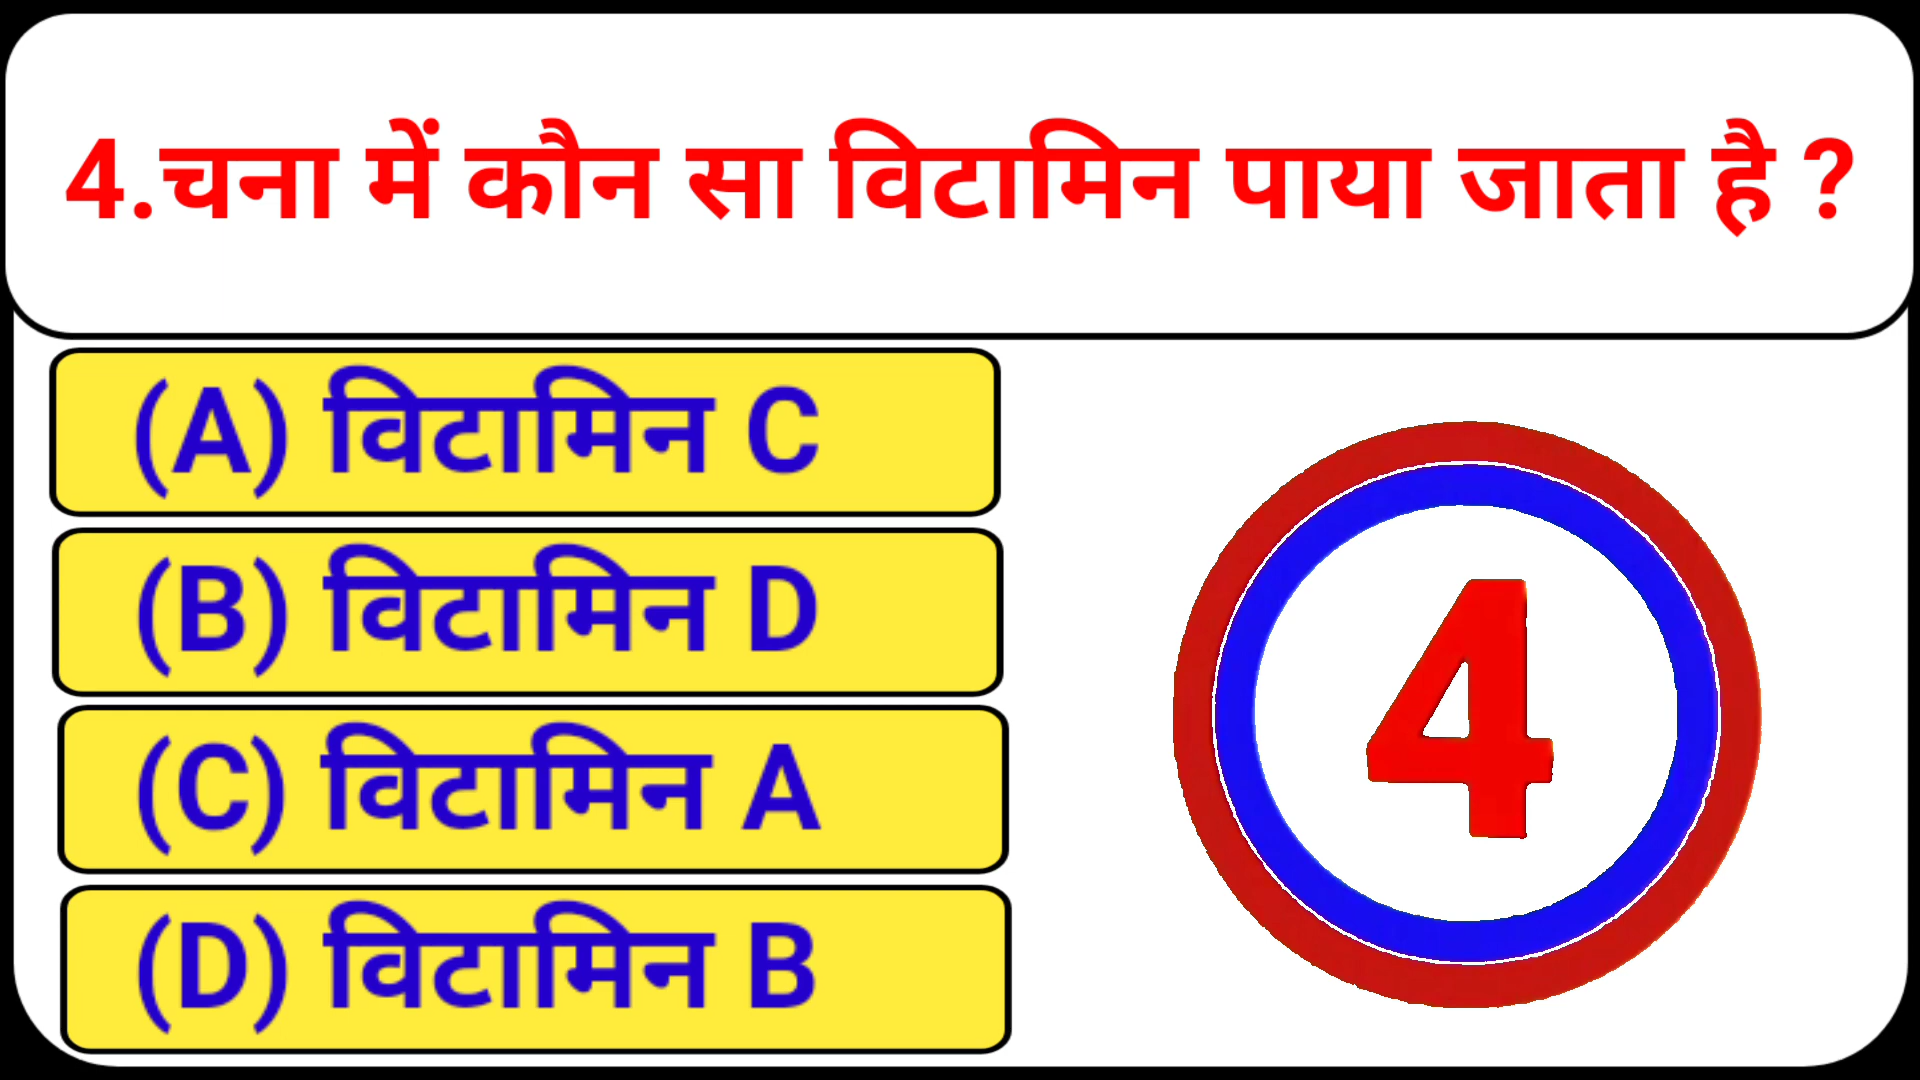 4.चना में कौन सा विटामिन पाया जाता है ?
(A) विटामिन C
(B) विटामिन D
(C) विटामिन A
(D) विटामिन B
4